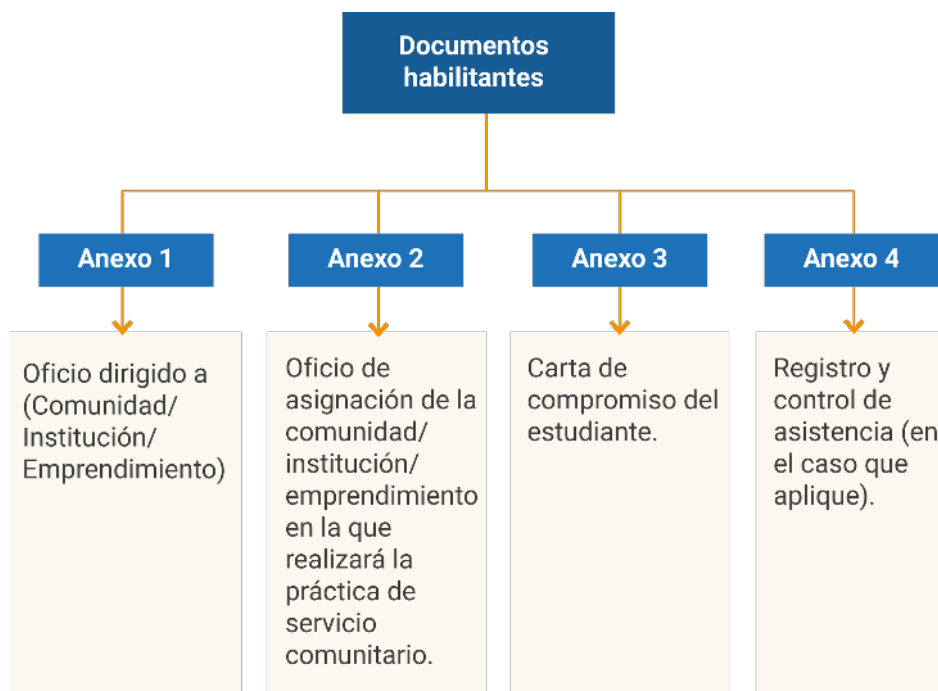 Documentos
habilitantes
Anexo 1
Anexo 2
Anexo 3
Anexo 4
Oficio dirigido a
(Comunidad/
Institución/
Emprendimiento)
Oficio de
asignación de la
comunidad/
institución/
emprendimiento
en la que
realizará la
práctica de
servicio
comunitario.
Carta de
compromiso del
estudiante.
Registro y
control de
asistencia (en
el caso que
aplique).